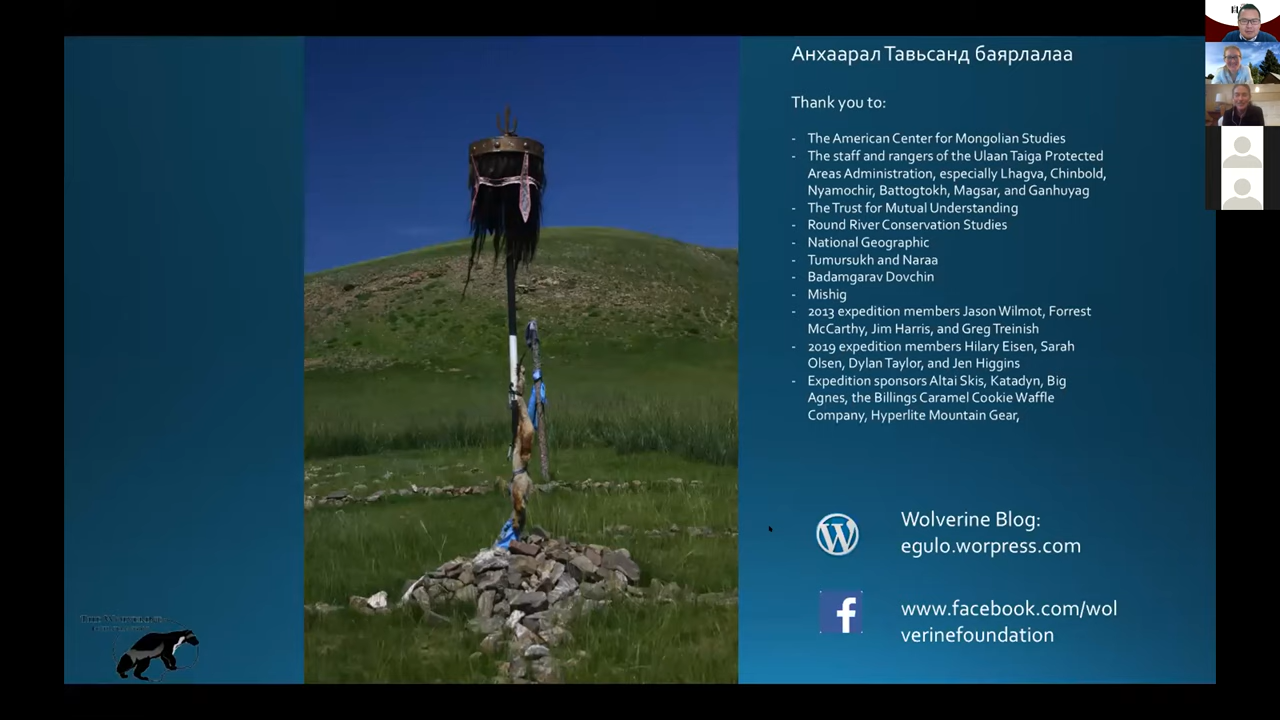 Анхаарал Тавьсанд баярлалаа
Thank you to:
- The American Center for Mongolian Studies
- The staff and rangers of the Ulaan Taiga Protected
Areas Administration, especially Lhagva, Chinbold,
Nyamochir, Battogtokh, Magsar, and Ganhuyag
- The Trust for Mutual Understanding
- Round River Conservation Studies
- National Geographic
- Tumursukh and Naraa
- Badamgarav Dovchin
- Mishig
- 2013 expedition members Jason Wilmot, Forrest
McCarthy, Jim Harris, and Greg Treinish
- 2019 expedition members Hilary Eisen, Sarah
Olsen, Dylan Taylor, and Jen Higgins
- Expedition sponsors Altai Skis, Katadyn, Big
Agnes, the Billings Caramel Cookie Waffle
Company, Hyperlite Mountain Gear,
Wolverine Blog:
egulo.worpress.com
www.facebook.com/wol
verinefoundation
The Wolverine